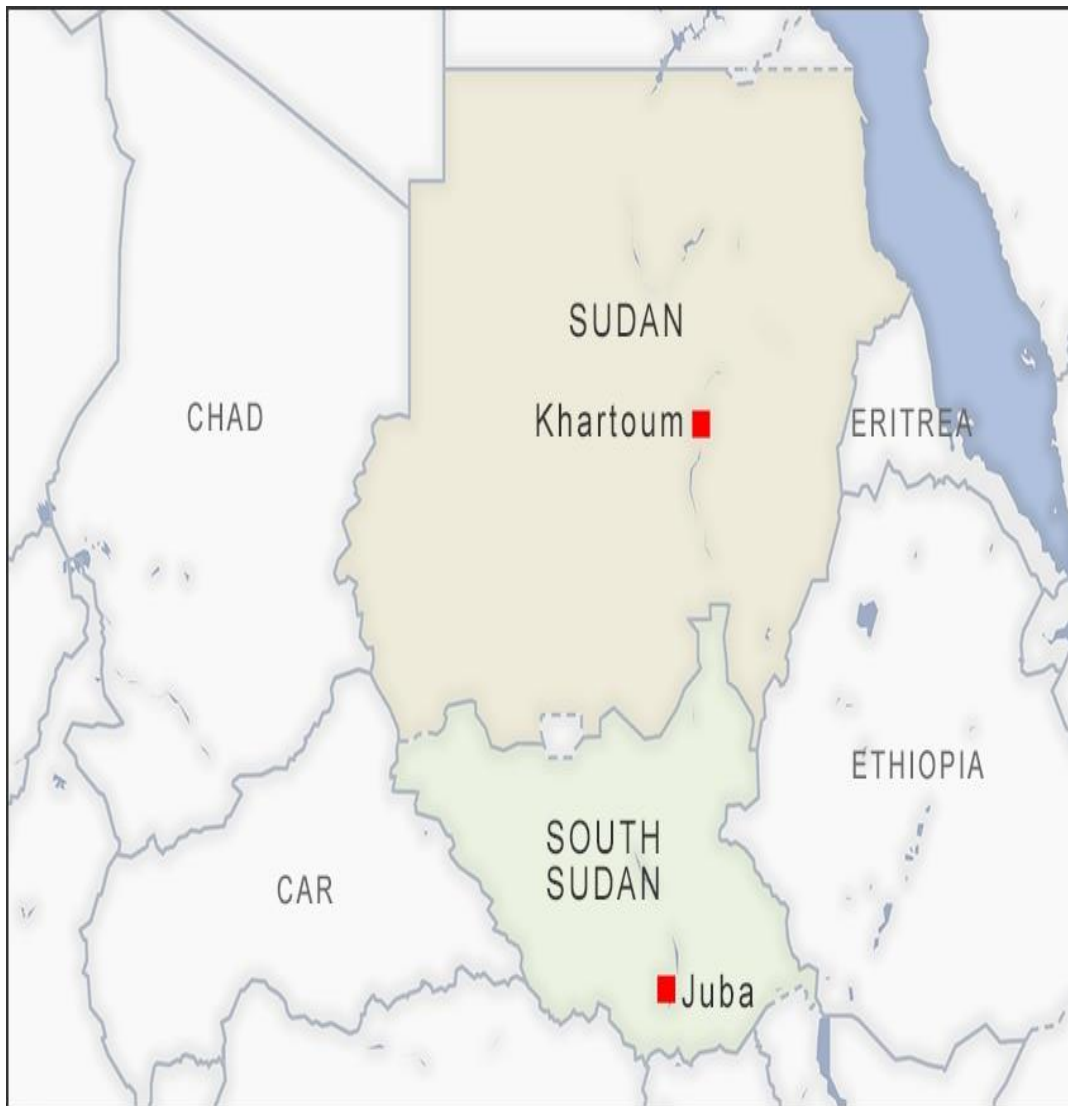 SUDAN
Khartoum
CHAD
ERITREA
ETHIOPIA
SOUTH
SUDAN
CAR
Juba